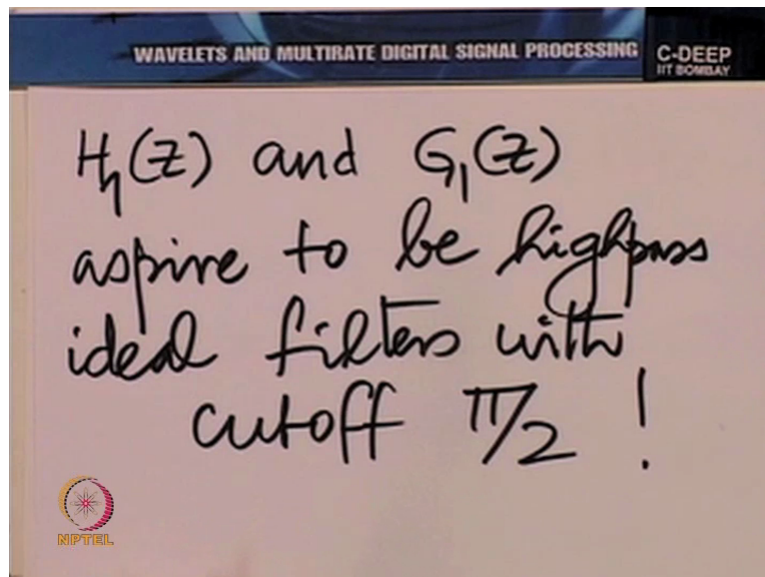 WAVELETS AND MULTIRATE DIGITAL SIGNAL PROCESSING
C-DEEP
IIT BOMBAY
H₁(Z) and G₁(Z)
aspire to be highpass
ideal filters with
cutoff π/2 !
NPTEL